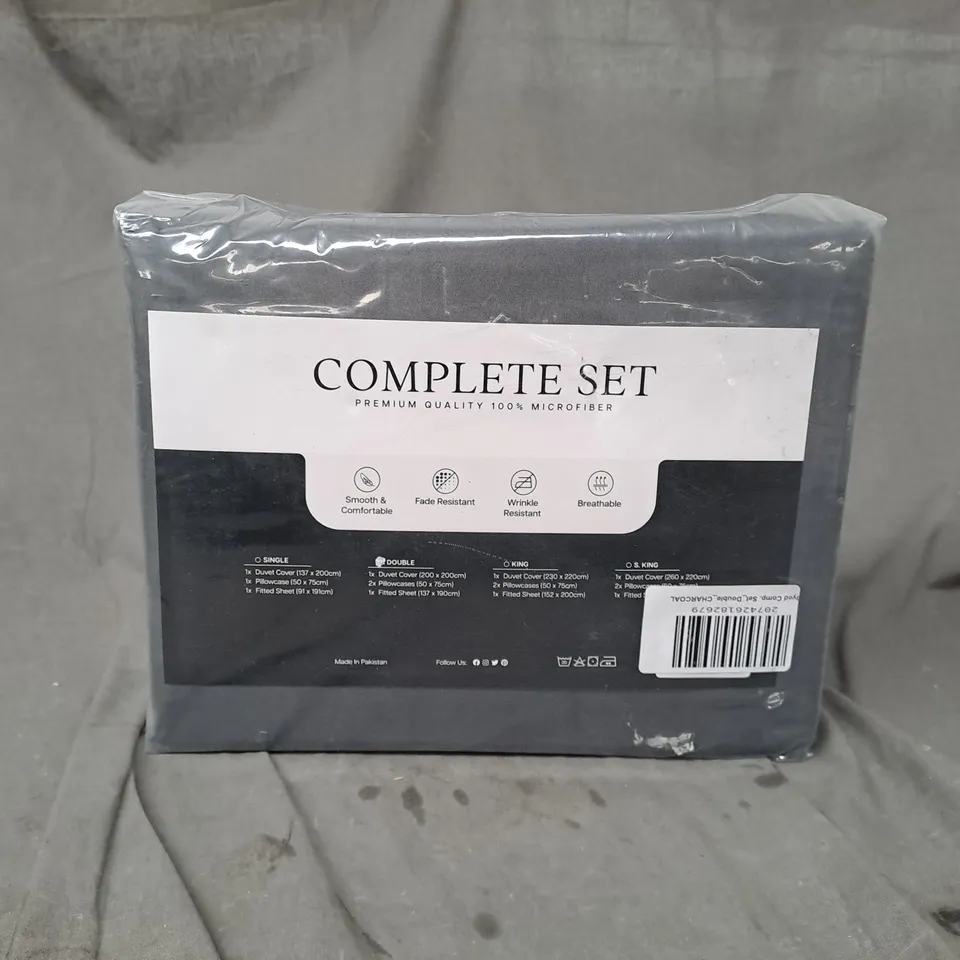 COMPLETE SET
PREMIUM QUALITY 100% MICROFIBER
Smooth & Comfortable
Fade Resistant
Wrinkle Resistant
Breathable
SINGLE
1x Duvet Cover (137 x 200cm)
1x Pillowcase (50 x 75cm)
1x Fitted Sheet (91 x 191cm)
DOUBLE
1x Duvet Cover (200 x 200cm)
2x Pillowcases (50 x 75cm)
1x Fitted Sheet (137 x 190cm)
KING
1x Duvet Cover (230 x 220cm)
2x Pillowcases (50 x 75cm)
1x Fitted Sheet (152 x 200cm)
S. KING
1x Duvet Cover (260 x 220cm)
2x Pillowcases
1x Fitted
Made In Pakistan
Follow Us:
Comp. Set_Double_CHARCOAL
207426182679